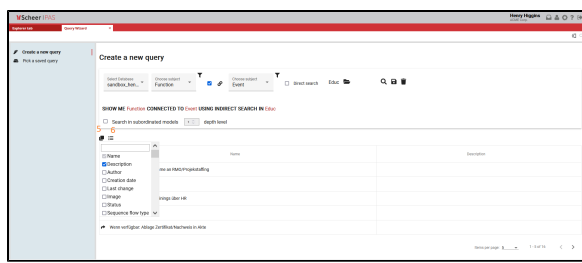 Scheer PAS
Henry Higgins
Explorer tab
Query Wizard
Create a new query
Pick a saved query
Create a new query
Select Database
sandbox_hen...
Choose subject
Function
Choose subject
Event
Direct search
Educ
SHOW ME Function CONNECTED TO Event USING INDIRECT SEARCH IN Educ
Search in subordinated models
depth level
5 6
Name
Description
Name
Description
Author
Creation date
Last change
Image
Status
Sequence flow type
me as RMO/Projektstaffing
nings über HR
Wenn verfügbar: Ablage Zertifikat/Nachweis in Akte
Items per page
1 - 5 of 16